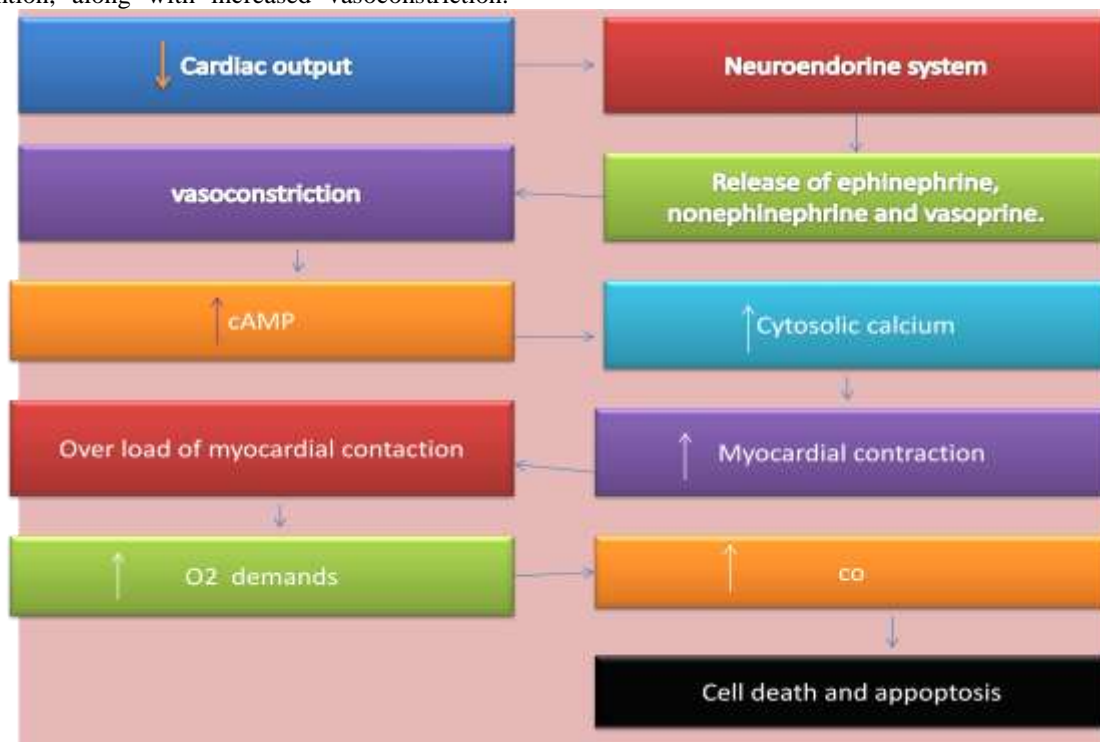 along with increased vasoconstriction.
Cardiac output
Neuroendorine system
vasoconstriction
Release of ephinephrine,
nonephinephrine and vasoprine.
cAMP
Cytosolic calcium
Over load of myocardial contaction
Myocardial contraction
O2 demands
co
Cell death and appoptosis